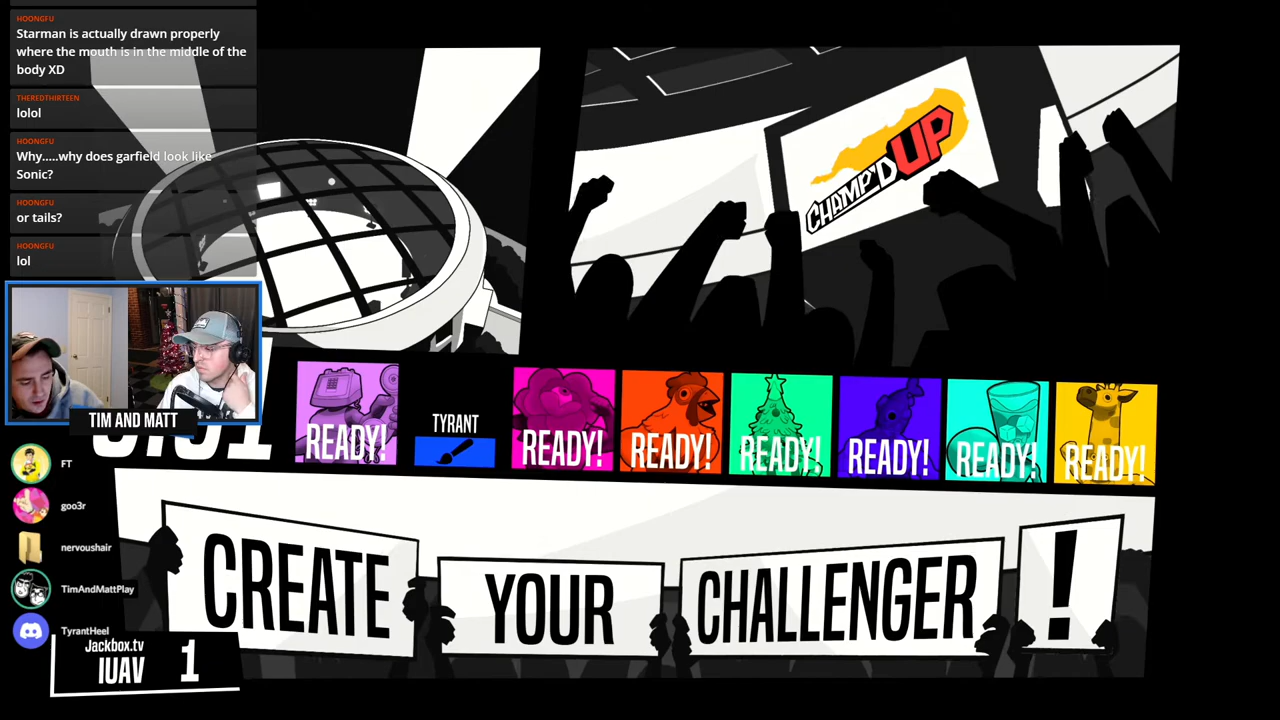 HOONGFU
Starman is actually drawn properly
where the mouth is in the middle of the
body XD
THEREDTHIRTEEN
lolol
HOONGFU
Why.....why does garfield look like
Sonic?
HOONGFU
or tails?
HOONGFU
lol
CHAMP'D UP
TIM AND MATT
TYRANT
READY!
READY!
READY!
READY!
READY!
READY!
READY!
FT
goo3r
nervoushair
TimAndMattPlay
TyrantHeel
CREATE
YOUR
CHALLENGER
!
Jackbox.tv
IUAV
1